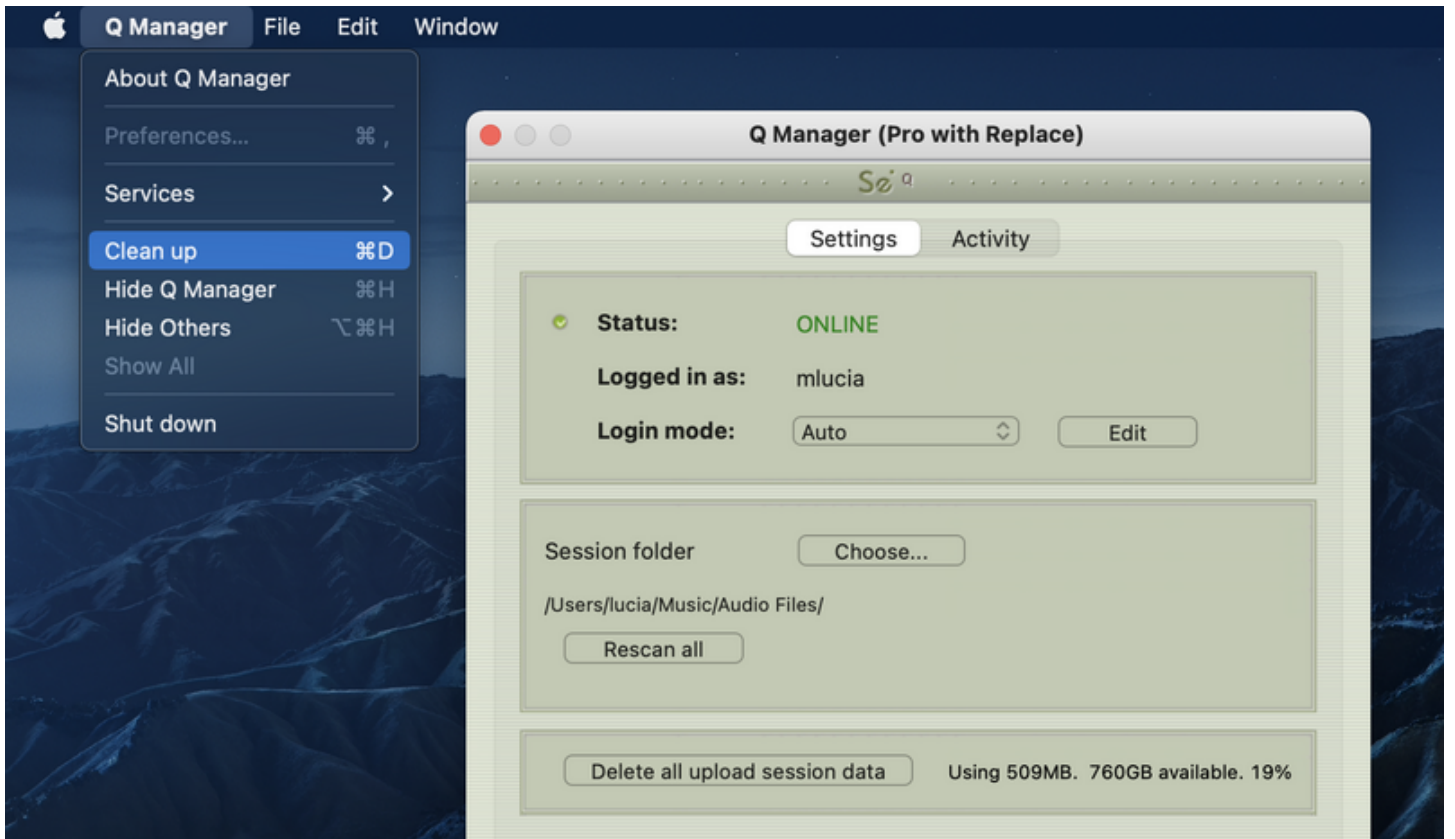 Q Manager File Edit Window
About Q Manager
Preferences... ⌘ ,
Services >
Clean up ⌘D
Hide Q Manager ⌘H
Hide Others ⌥⌘H
Show All
Shut down
Q Manager (Pro with Replace)
Se' Q
Settings Activity
Status: ONLINE
Logged in as: mlucia
Login mode: Auto Edit
Session folder Choose...
/Users/lucia/Music/Audio Files/
Rescan all
Delete all upload session data Using 509MB. 760GB available. 19%